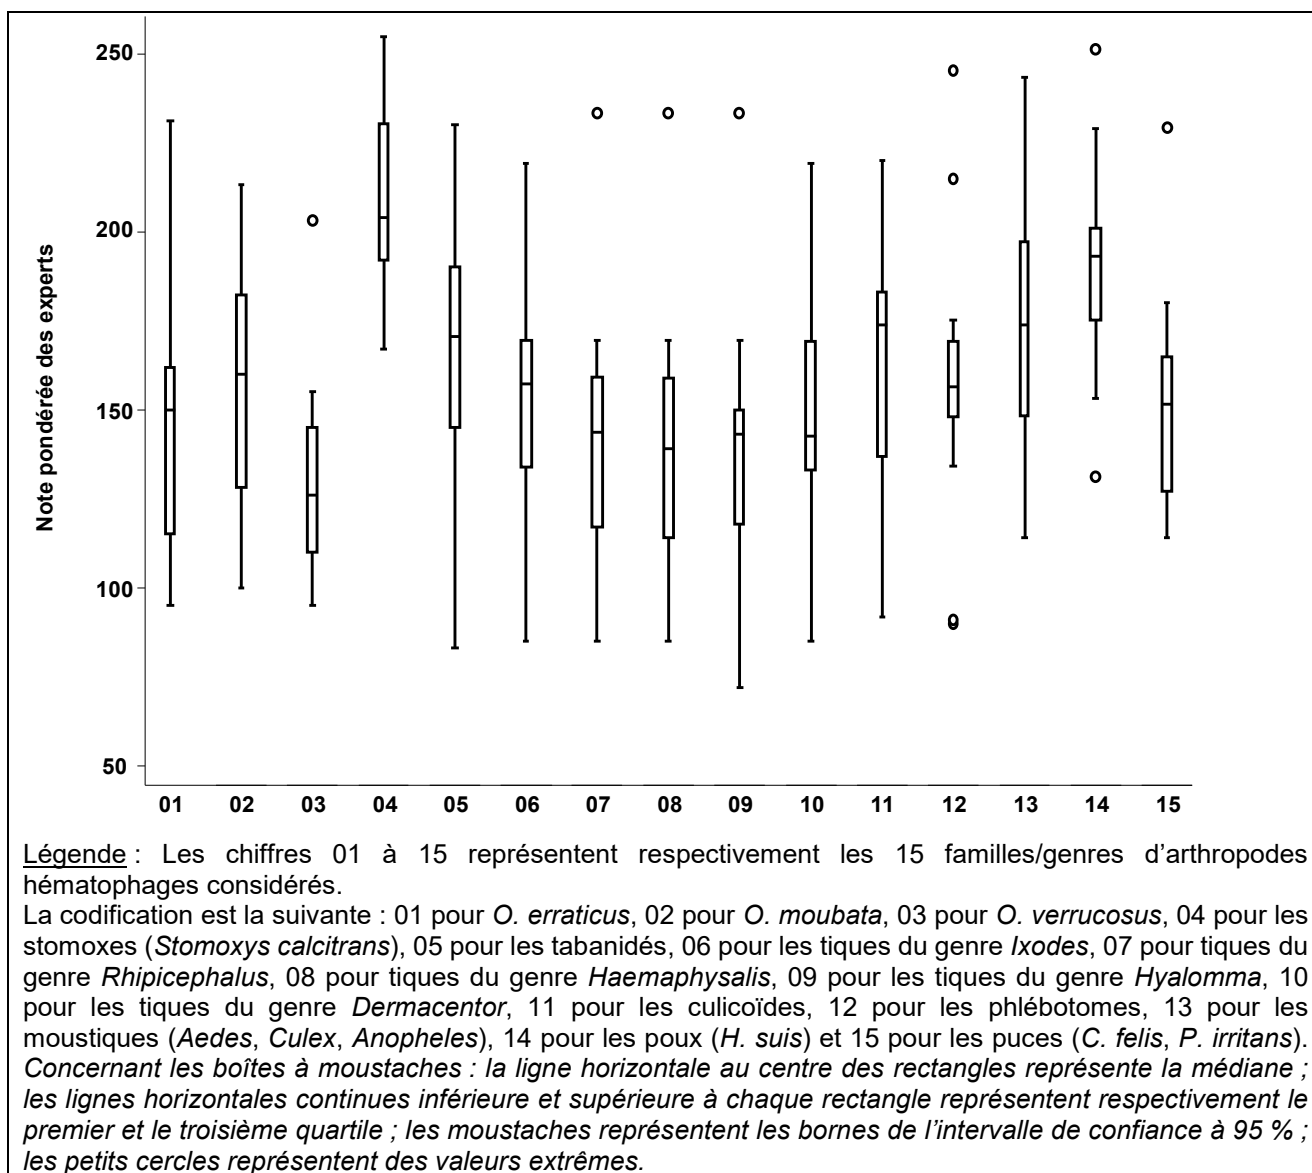 250
200
150
100
50
Note pondérée des experts
01 02 03 04 05 06 07 08 09 10 11 12 13 14 15
Légende : Les chiffres 01 à 15 représentent respectivement les 15 familles/genres d’arthropodes
hématophages considérés.
La codification est la suivante : 01 pour O. erraticus, 02 pour O. moubata, 03 pour O. verrucosus, 04 pour les
stomoxes (Stomoxys calcitrans), 05 pour les tabanidés, 06 pour les tiques du genre Ixodes, 07 pour tiques du
genre Rhipicephalus, 08 pour tiques du genre Haemaphysalis, 09 pour les tiques du genre Hyalomma, 10
pour les tiques du genre Dermacentor, 11 pour les culicoïdes, 12 pour les phlébotomes, 13 pour les
moustiques (Aedes, Culex, Anopheles), 14 pour les poux (H. suis) et 15 pour les puces (C. felis, P. irritans).
Concernant les boîtes à moustaches : la ligne horizontale au centre des rectangles représente la médiane ;
les lignes horizontales continues inférieure et supérieure à chaque rectangle représentent respectivement le
premier et le troisième quartile ; les moustaches représentent les bornes de l’intervalle de confiance à 95 % ;
les petits cercles représentent des valeurs extrêmes.